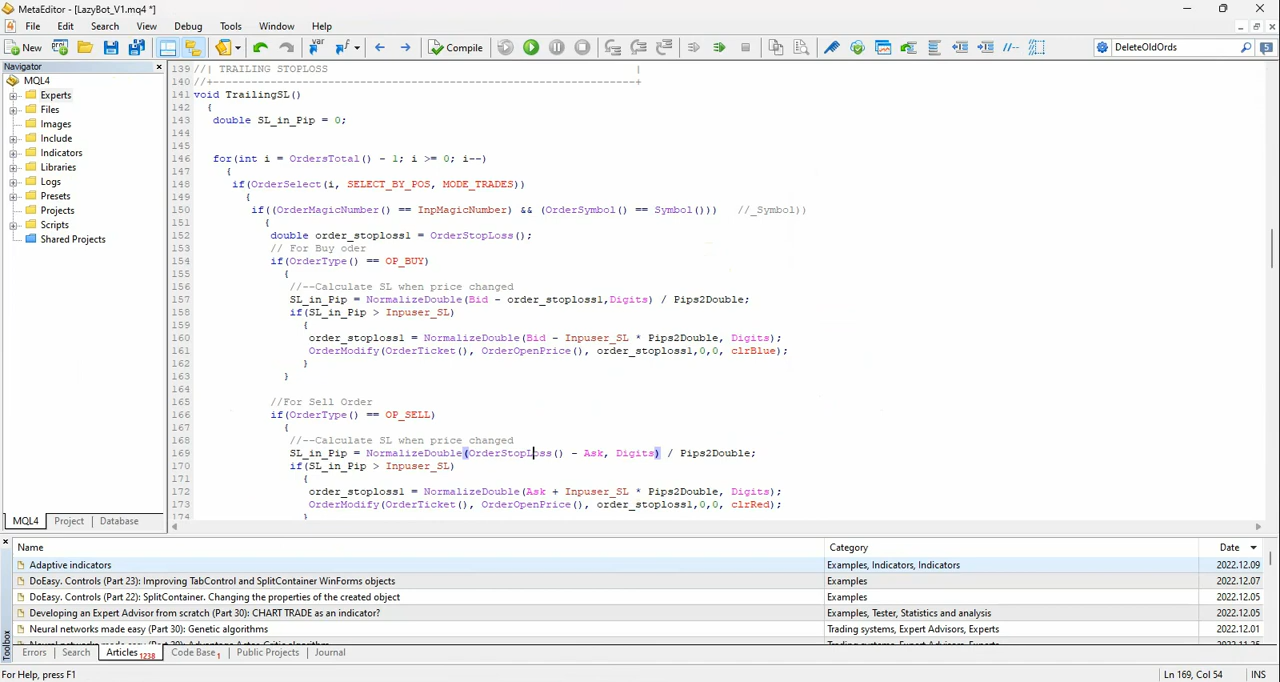 MetaEditor - [LazyBot_V1.mq4 *]
File Edit Search View Debug Tools Window Help
New Compile DeleteOldOrds 5
Navigator
MQL4
Experts
Files
Images
Include
Indicators
Libraries
Logs
Presets
Projects
Scripts
Shared Projects
MQL4 Project Database
139 //| TRAILING STOPLOSS |
140 //+------------------------------------------------------------------+
141 void TrailingSL()
142 {
143 double SL_in_Pip = 0;
144
145
146 for(int i = OrdersTotal() - 1; i >= 0; i--)
147 {
148 if(OrderSelect(i, SELECT_BY_POS, MODE_TRADES))
149 {
150 if((OrderMagicNumber() == InpMagicNumber) && (OrderSymbol() == Symbol())) //_Symbol))
151 {
152 double order_stoploss1 = OrderStopLoss();
153 // For Buy oder
154 if(OrderType() == OP_BUY)
155 {
156 //--Calculate SL when price changed
157 SL_in_Pip = NormalizeDouble(Bid - order_stoploss1,Digits) / Pips2Double;
158 if(SL_in_Pip > Inpuser_SL)
159 {
160 order_stoploss1 = NormalizeDouble(Bid - Inpuser_SL * Pips2Double, Digits);
161 OrderModify(OrderTicket(), OrderOpenPrice(), order_stoploss1,0,0, clrBlue);
162 }
163 }
164
165 //For Sell Order
166 if(OrderType() == OP_SELL)
167 {
168 //--Calculate SL when price changed
169 SL_in_Pip = NormalizeDouble(OrderStopLoss() - Ask, Digits) / Pips2Double;
170 if(SL_in_Pip > Inpuser_SL)
171 {
172 order_stoploss1 = NormalizeDouble(Ask + Inpuser_SL * Pips2Double, Digits);
173 OrderModify(OrderTicket(), OrderOpenPrice(), order_stoploss1,0,0, clrRed);
174 }
Name Category Date
Adaptive indicators Examples, Indicators, Indicators 2022.12.09
DoEasy. Controls (Part 23): Improving TabControl and SplitContainer WinForms objects Examples 2022.12.07
DoEasy. Controls (Part 22): SplitContainer. Changing the properties of the created object Examples 2022.12.05
Developing an Expert Advisor from scratch (Part 30): CHART TRADE as an indicator? Examples, Tester, Statistics and analysis 2022.12.05
Neural networks made easy (Part 30): Genetic algorithms Trading systems, Expert Advisors, Experts 2022.12.01
Toolbox
Errors Search Articles 1238 Code Base 1 Public Projects Journal
For Help, press F1 Ln 169, Col 54 INS